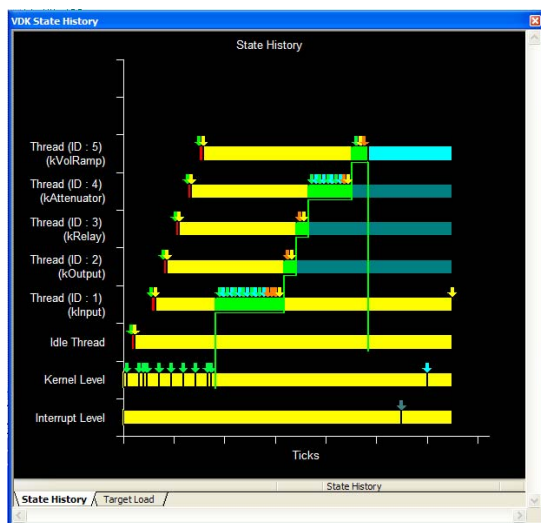 VDK State History
State History
Thread (ID : 5)
(kVolRamp)
Thread (ID : 4)
(kAttenuator)
Thread (ID : 3)
(kRelay)
Thread (ID : 2)
(kOutput)
Thread (ID : 1)
(kInput)
Idle Thread
Kernel Level
Interrupt Level
Ticks
State History
State History
Target Load